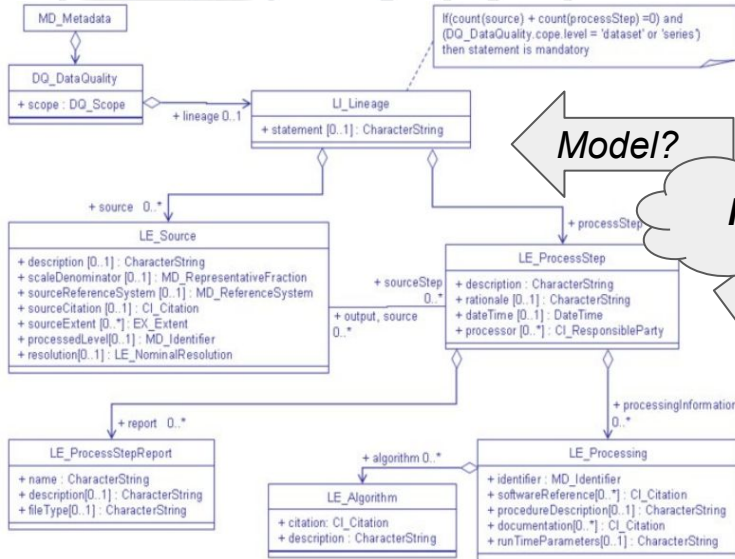 MD_Metadata
If(count(source) + count(processStep) =0) and
(DQ_DataQuality.cope.level = 'dataset' or 'series')
then statement is mandatory
DQ_DataQuality
+ scope : DQ_Scope
+ lineage 0..1
LI_Lineage
+ statement [0..1] : CharacterString
Model?
+ source 0..*
+ processStep
LE_Source
+ description [0..1] : CharacterString
+ scaleDenominator [0..1] : MD_RepresentativeFraction
+ sourceReferenceSystem [0..1] : MD_ReferenceSystem
+ sourceCitation [0..1] : CI_Citation
+ sourceExtent [0..*] : EX_Extent
+ processedLevel[0..1] : MD_Identifier
+ resolution[0..1] : LE_NominalResolution
+ sourceStep
0..*
+ output, source
0..*
LE_ProcessStep
+ description : CharacterString
+ rationale [0..1] : CharacterString
+ dateTime [0..1] : DateTime
+ processor [0..*] : CI_ResponsibleParty
+ report 0..*
+ processingInformation
0..*
LE_ProcessStepReport
+ name : CharacterString
+ description[0..1] : CharacterString
+ fileType[0..1] : CharacterString
+ algorithm 0..*
LE_Algorithm
+ citation: CI_Citation
+ description : CharacterString
LE_Processing
+ identifier : MD_Identifier
+ softwareReference[0..*] : CI_Citation
+ procedureDescription[0..1] : CharacterString
+ documentation[0..*] : CI_Citation
+ runTimeParameters[0..1] : CharacterString